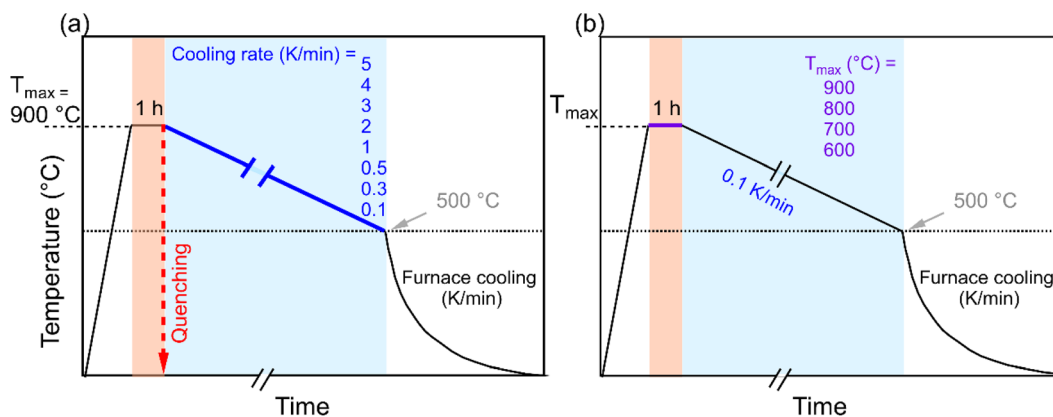 (a)
Cooling rate (K/min) =
5
4
3
2
1
0.5
0.3
0.1
Tmax =
900 °C
1 h
500 °C
Quenching
Furnace cooling
(K/min)
Temperature (°C)
Time
(b)
Tmax (°C) =
900
800
700
600
Tmax
1 h
0.1 K/min
500 °C
Furnace cooling
(K/min)
Time